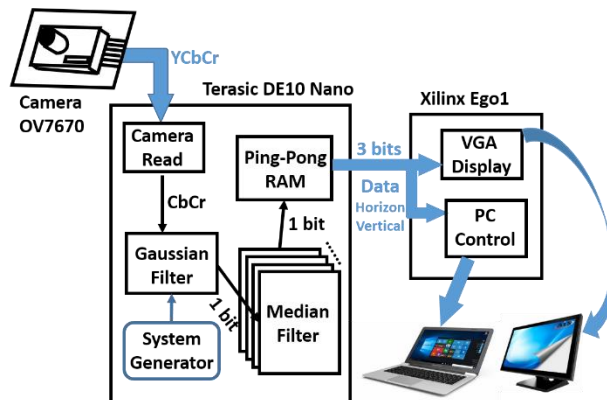 YCbCr
Camera
OV7670
Terasic DE10 Nano
Camera
Read
CbCr
Gaussian
Filter
System
Generator
1 bit
Median
Filter
1 bit
Ping-Pong
RAM
3 bits
Data
Horizon
Vertical
Xilinx Ego1
VGA
Display
PC
Control